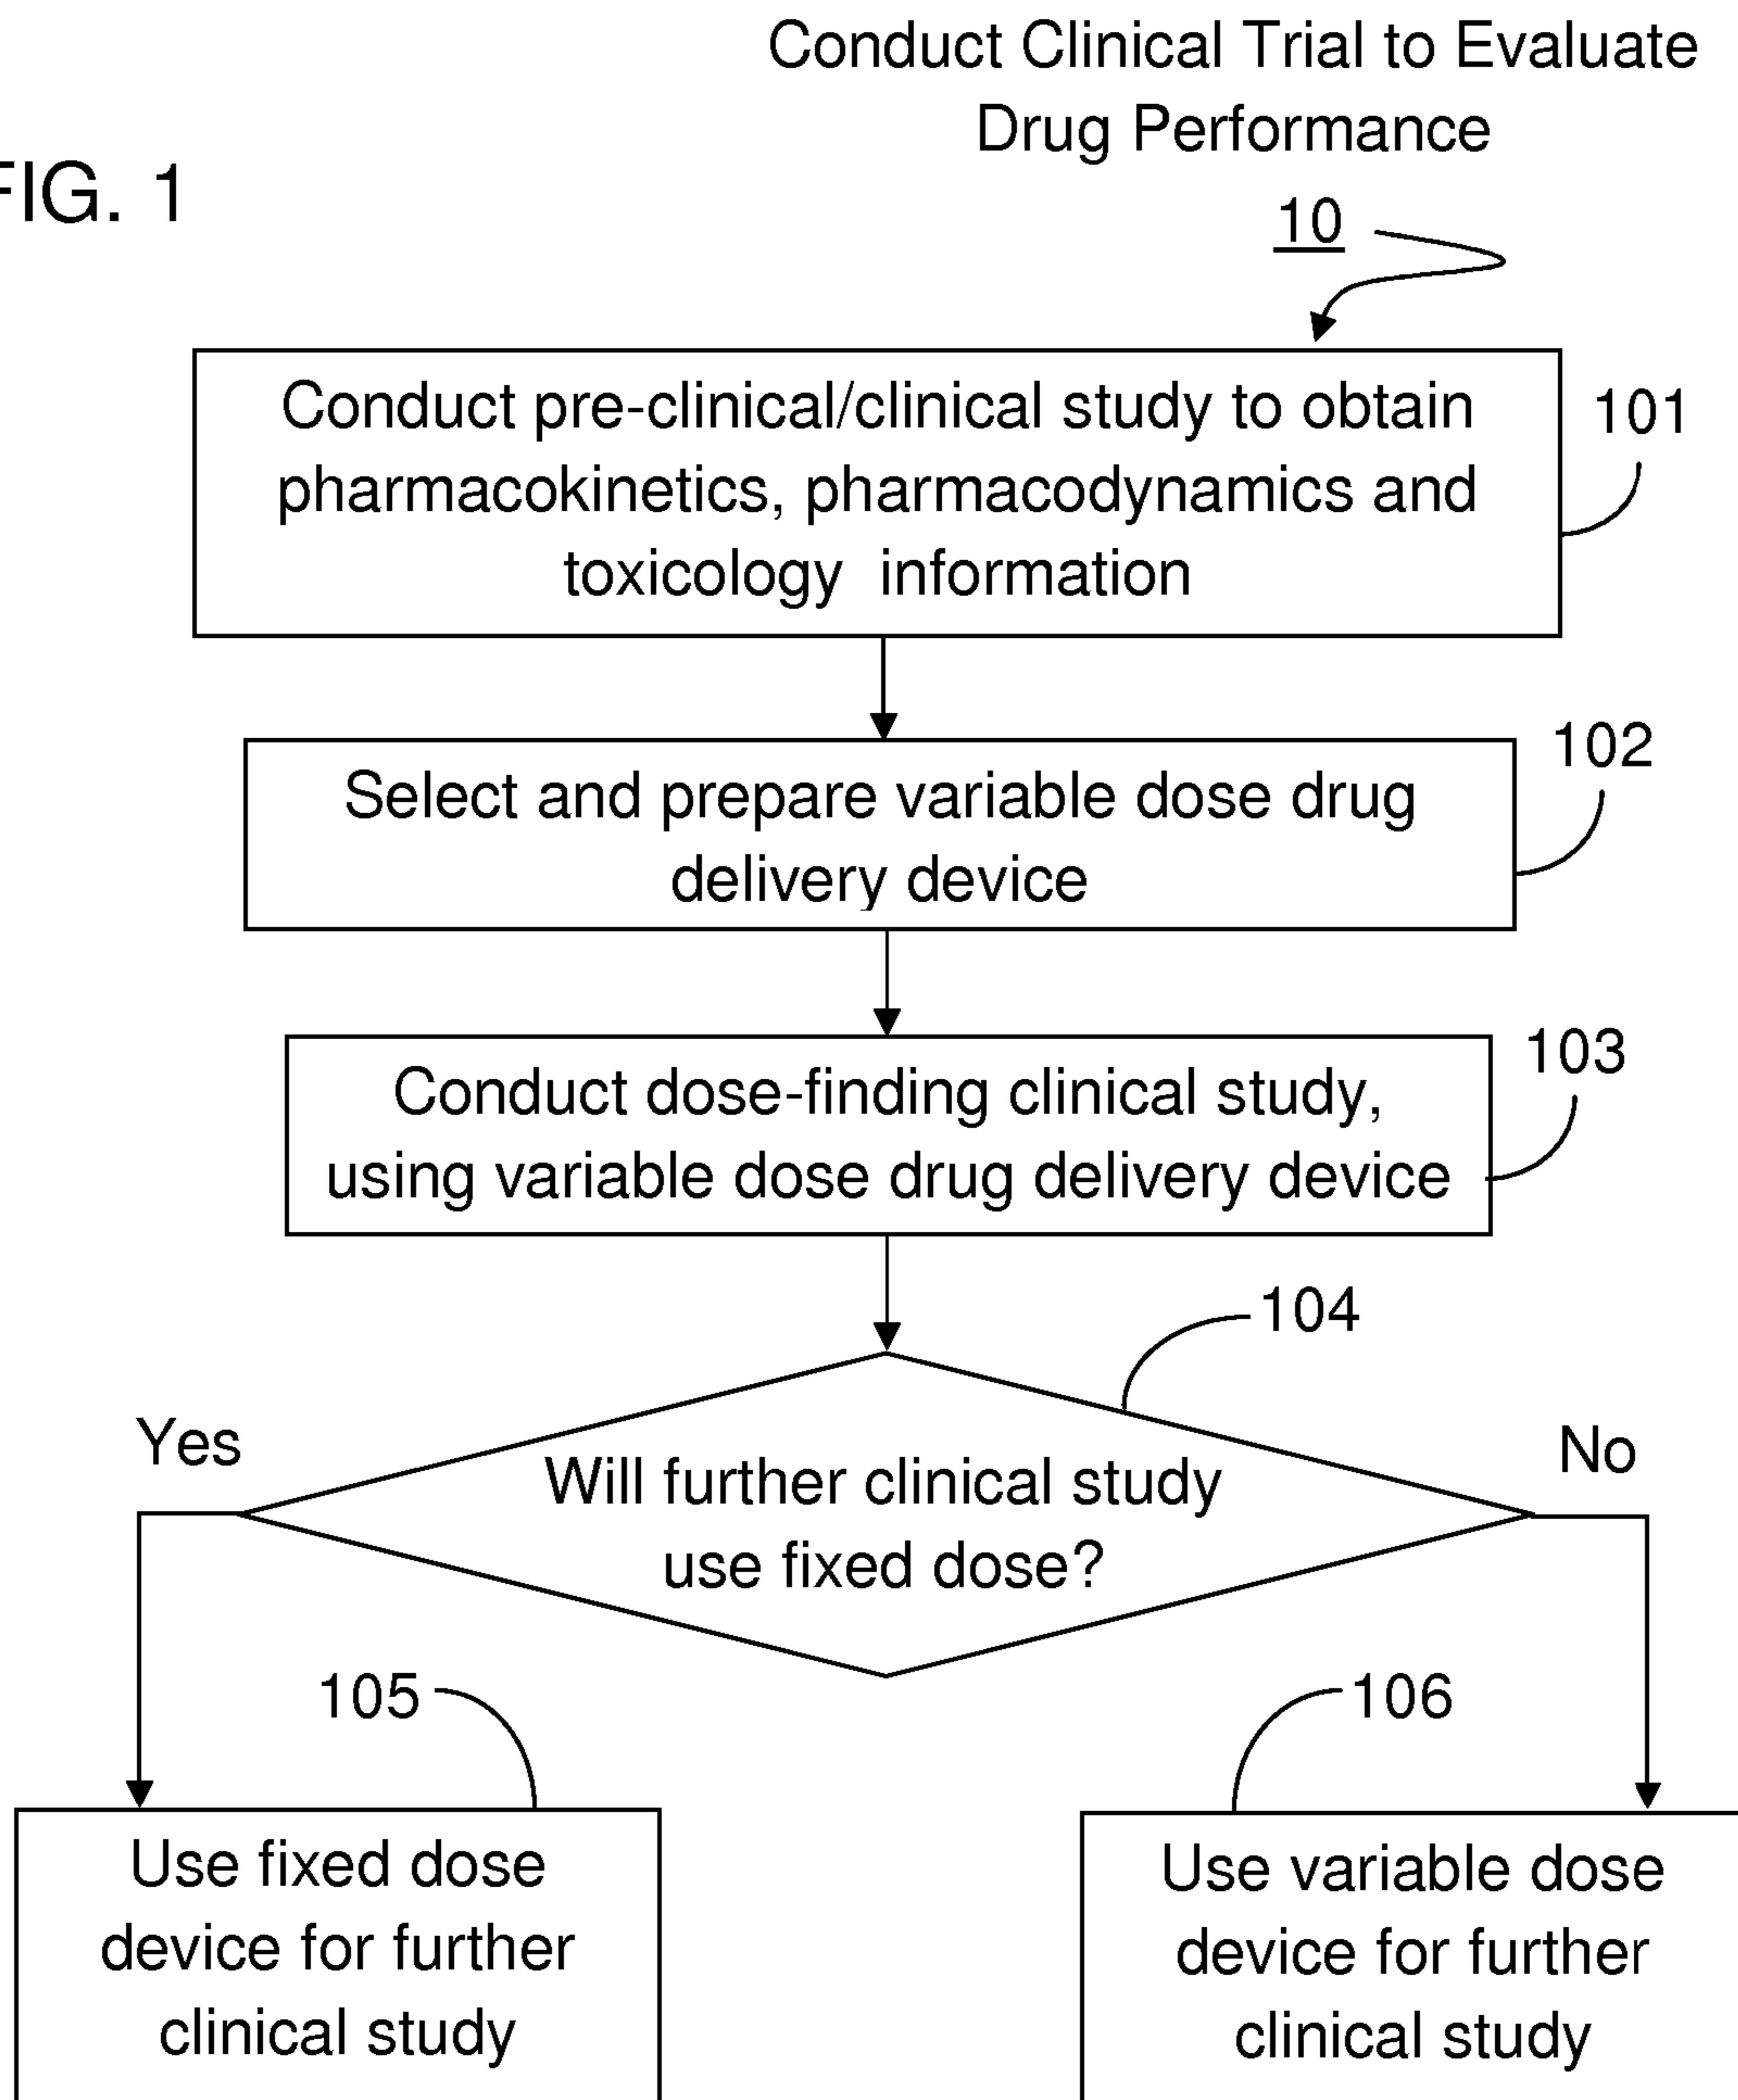 Conduct Clinical Trial to Evaluate
Drug Performance
FIG. 1
10
Conduct pre-clinical/clinical study to obtain
pharmacokinetics, pharmacodynamics and
toxicology information
101
Select and prepare variable dose drug
delivery device
102
Conduct dose-finding clinical study,
using variable dose drug delivery device
103
104
Yes
Will further clinical study
use fixed dose?
No
105
106
Use fixed dose
device for further
clinical study
Use variable dose
device for further
clinical study